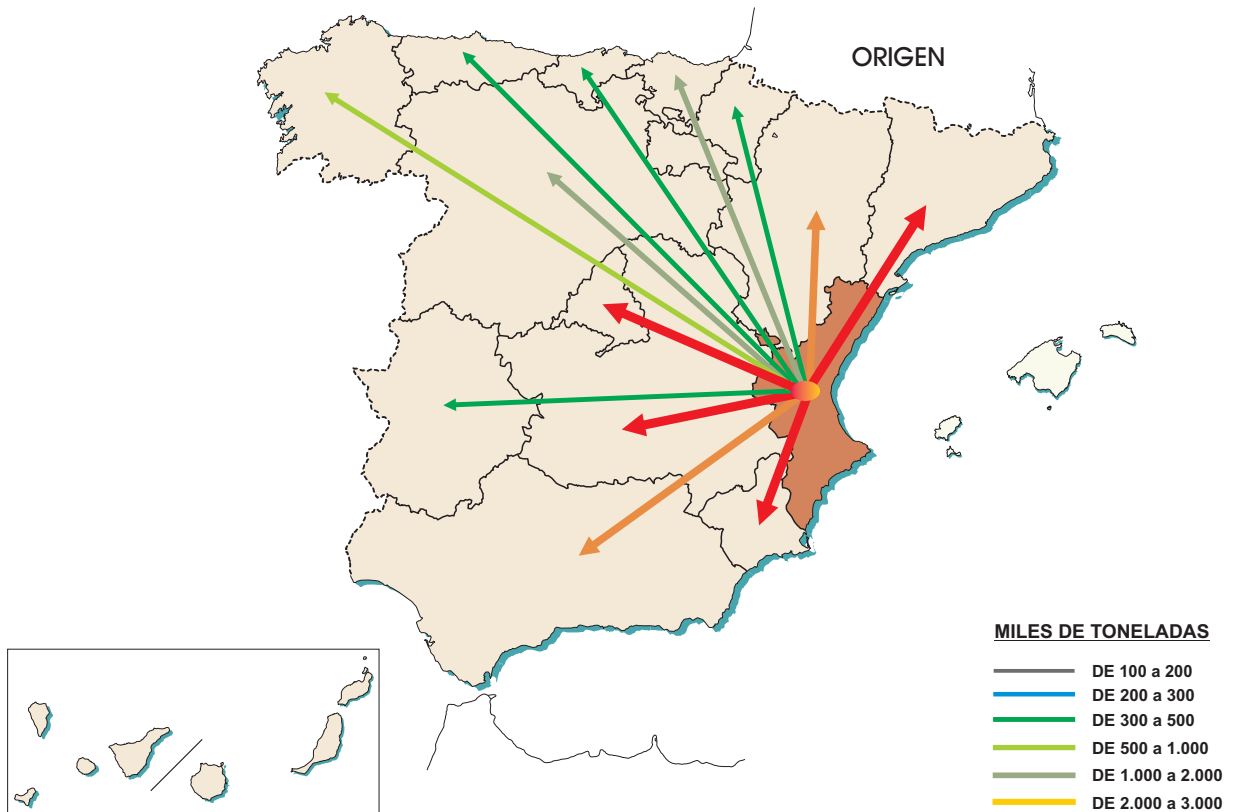 ORIGEN
MILES DE TONELADAS
DE 100 a 200
DE 200 a 300
DE 300 a 500
DE 500 a 1.000
DE 1.000 a 2.000
DE 2.000 a 3.000